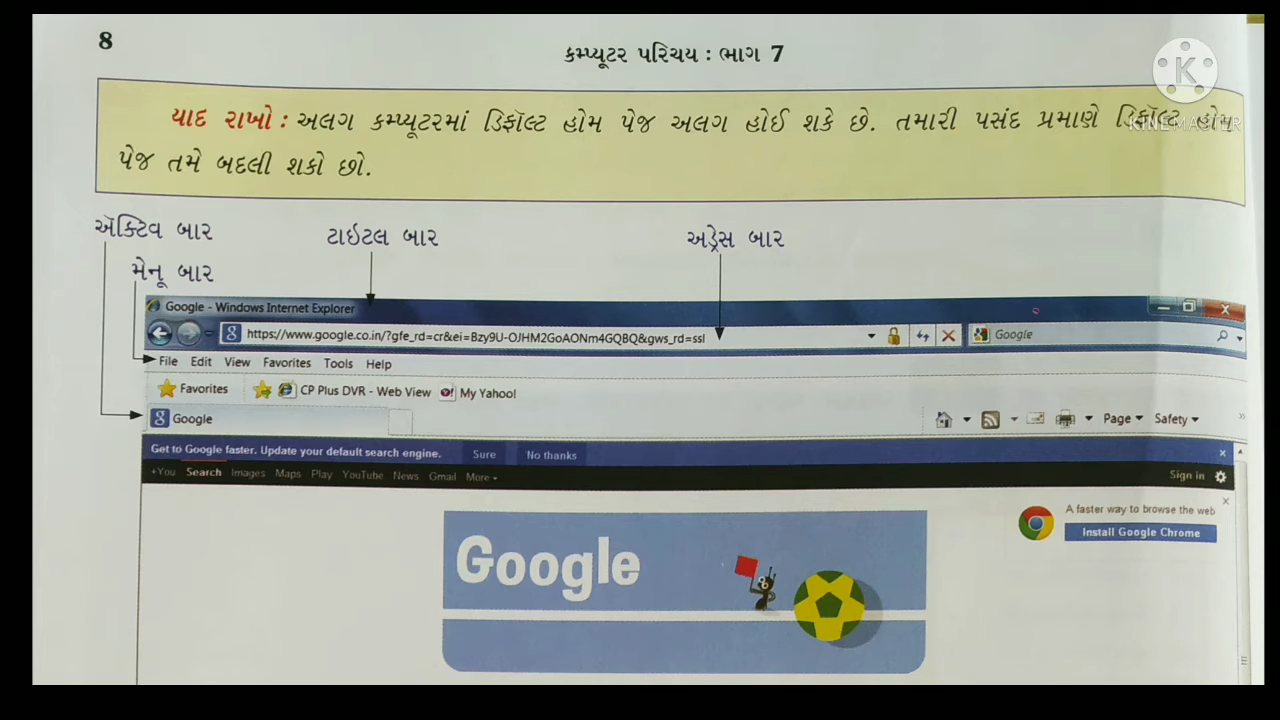 8
કમ્પ્યૂટર પરિચય : ભાગ 7
K
KINEMASTER
યાદ રાખો : અલગ કમ્પ્યૂટરમાં ડિફૉલ્ટ હોમ પેજ અલગ હોઈ શકે છે. તમારી પસંદ પ્રમાણે ડિફૉલ્ટ હોમ
પેજ તમે બદલી શકો છો.
ઍક્ટિવ બાર
ટાઇટલ બાર
અડ્રેસ બાર
મેનૂ બાર
Google - Windows Internet Explorer
https://www.google.co.in/?gfe_rd=cr&ei=Bzy9U-OJHM2GoAONm4GQBQ&gws_rd=ssl
Google
File Edit View Favorites Tools Help
Favorites CP Plus DVR - Web View My Yahoo!
Google
Page Safety
Get to Google faster. Update your default search engine. Sure No thanks
+You Search Images Maps Play YouTube News Gmail More Sign in
A faster way to browse the web
Install Google Chrome
Google